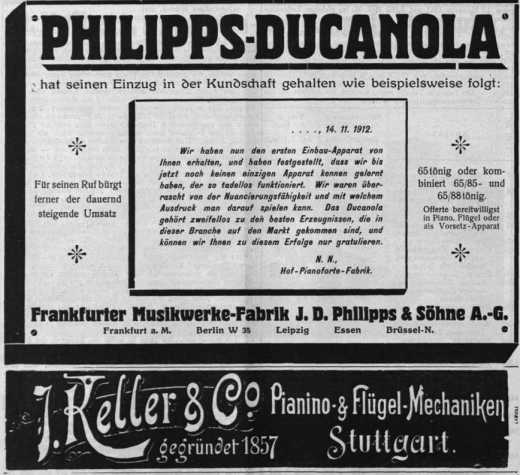 PHILIPPS-DUCANOLA
hat seinen Einzug in der Kundschaft gehalten wie beispielsweise folgt:
...., 14. 11. 1912.
Wir haben nun den ersten Einbau-Apparat von
Ihnen erhalten, und haben festgestellt, dass wir bis
jetzt noch keinen einzigen Apparat kennen gelernt
haben, der so tadellos funktioniert. Wir waren über-
rascht von der Nuancierungsfähigkeit und mit welchem
Ausdruck man darauf spielen kann. Das Ducanola
gehört zweifellos zu den besten Erzeugnissen, die in
dieser Branche auf den Markt gekommen sind, und
können wir Ihnen zu diesem Erfolge nur gratulieren.
N. N.,
Hof-Pianoforte-Fabrik.
Für seinen Ruf bürgt
ferner der dauernd
steigende Umsatz
65tönig oder kom-
biniert 65/85- und
65/88tönig.
Offerte bereitwilligst
in Piano, Flügel oder
als Vorsetz-Apparat
Frankfurter Musikwerke-Fabrik J. D. Philipps & Söhne A.-G.
Frankfurt a. M. Berlin W 35 Leipzig Essen Brüssel-N.
J. Keller & Co
gegründet 1857
Pianino- & Flügel-Mechaniken
Stuttgart.